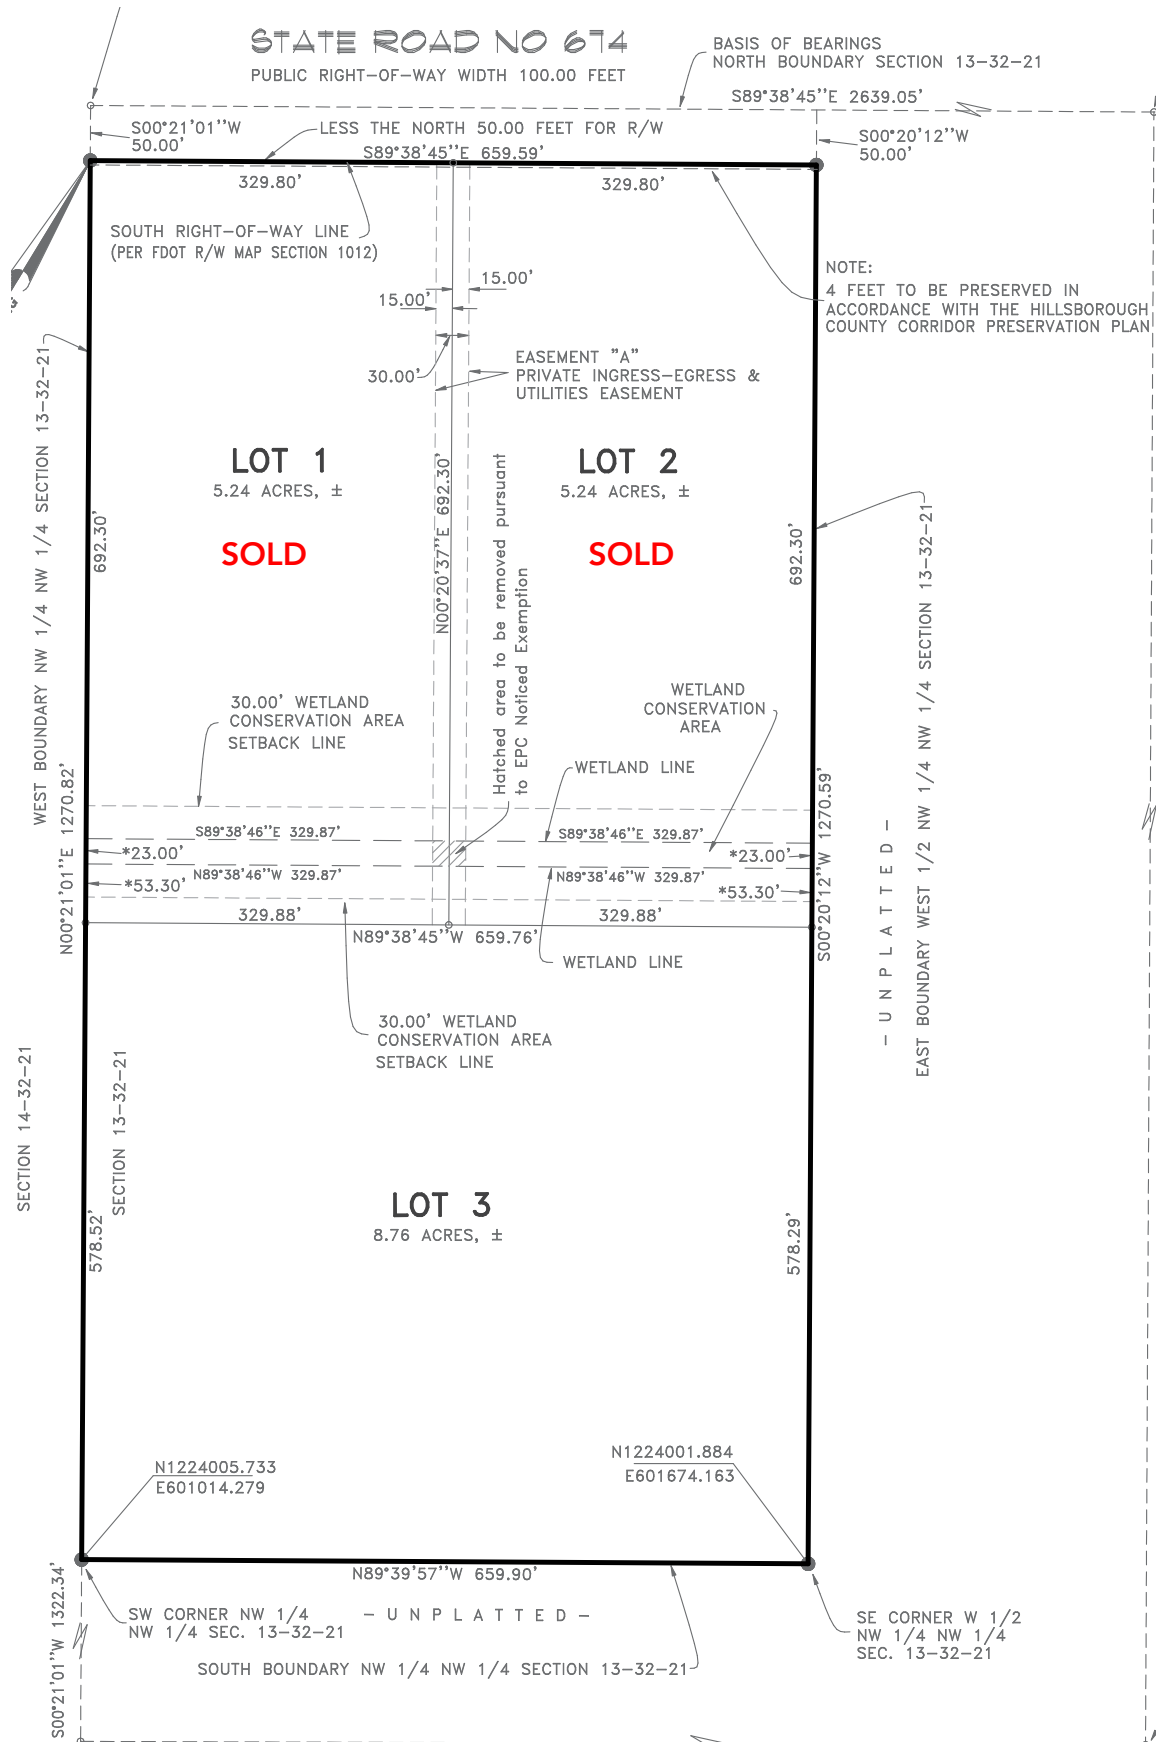 STATE ROAD NO 674
PUBLIC RIGHT-OF-WAY WIDTH 100.00 FEET
BASIS OF BEARINGS
NORTH BOUNDARY SECTION 13-32-21
S89°38'45''E 2639.05'
S00°21'01''W
50.00'
LESS THE NORTH 50.00 FEET FOR R/W
S89°38'45''E 659.59'
S00°20'12''W
50.00'
329.80'
329.80'
SOUTH RIGHT-OF-WAY LINE
(PER FDOT R/W MAP SECTION 1012)
NOTE:
4 FEET TO BE PRESERVED IN
ACCORDANCE WITH THE HILLSBOROUGH
COUNTY CORRIDOR PRESERVATION PLAN
15.00'
15.00'
30.00'
EASEMENT "A"
PRIVATE INGRESS-EGRESS &
UTILITIES EASEMENT
WEST BOUNDARY NW 1/4 NW 1/4 SECTION 13-32-21
LOT 1
5.24 ACRES, ±
SOLD
LOT 2
5.24 ACRES, ±
SOLD
692.30'
N00°20'37''E 692.30'
Hatched area to be removed pursuant
to EPC Noticed Exemption
692.30'
EAST BOUNDARY WEST 1/2 NW 1/4 NW 1/4 SECTION 13-32-21
- U N P L A T T E D -
30.00' WETLAND
CONSERVATION AREA
SETBACK LINE
WETLAND
CONSERVATION
AREA
WETLAND LINE
N00°21'01''E 1270.82'
S00°20'12''W 1270.59'
S89°38'46''E 329.87'
S89°38'46''E 329.87'
*23.00'
*23.00'
N89°38'46''W 329.87'
N89°38'46''W 329.87'
*53.30'
*53.30'
329.88'
329.88'
N89°38'45''W 659.76'
WETLAND LINE
30.00' WETLAND
CONSERVATION AREA
SETBACK LINE
SECTION 14-32-21
SECTION 13-32-21
LOT 3
8.76 ACRES, ±
578.52'
578.29'
N1224005.733
E601014.279
N1224001.884
E601674.163
N89°39'57''W 659.90'
S00°21'01''W 1322.34'
SW CORNER NW 1/4
NW 1/4 SEC. 13-32-21
- U N P L A T T E D -
SE CORNER W 1/2
NW 1/4 NW 1/4
SEC. 13-32-21
SOUTH BOUNDARY NW 1/4 NW 1/4 SECTION 13-32-21